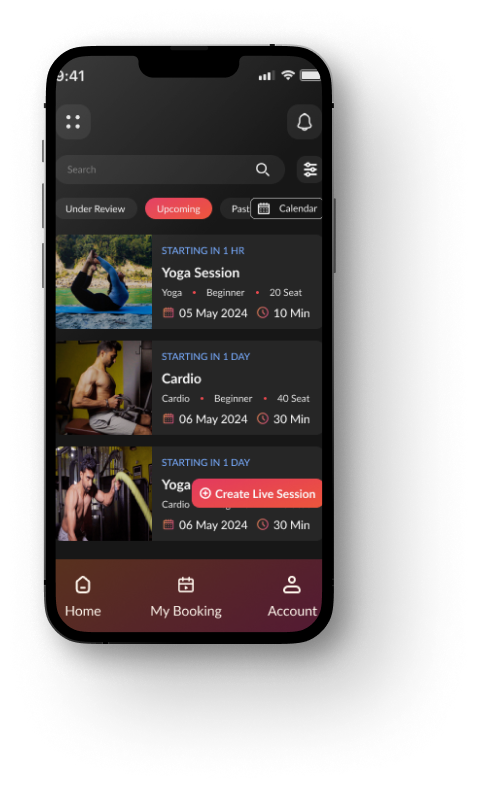 9:41
Search
Under Review Upcoming Past Calendar
STARTING IN 1 HR
Yoga Session
Yoga • Beginner • 20 Seat
05 May 2024 10 Min
STARTING IN 1 DAY
Cardio
Cardio • Beginner • 40 Seat
06 May 2024 30 Min
STARTING IN 1 DAY
Yoga
Create Live Session
Cardio
06 May 2024 30 Min
Home My Booking Account